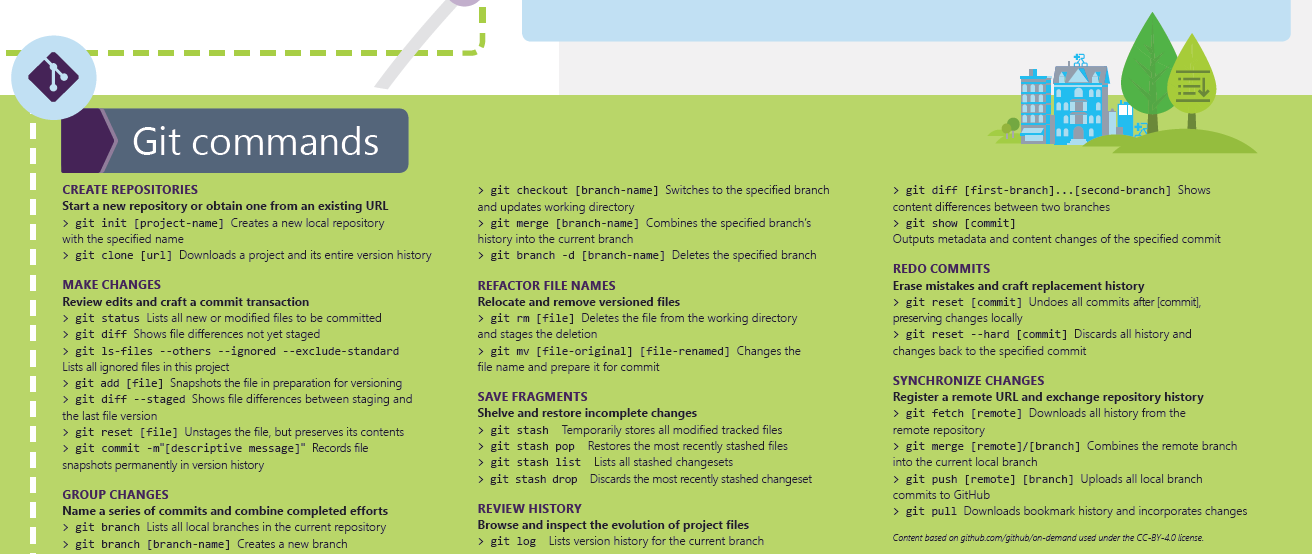 Git commands
CREATE REPOSITORIES
Start a new repository or obtain one from an existing URL
> git init [project-name] Creates a new local repository
with the specified name
> git clone [url] Downloads a project and its entire version history
MAKE CHANGES
Review edits and craft a commit transaction
> git status Lists all new or modified files to be committed
> git diff Shows file differences not yet staged
> git ls-files --others --ignored --exclude-standard
Lists all ignored files in this project
> git add [file] Snapshots the file in preparation for versioning
> git diff --staged Shows file differences between staging and
the last file version
> git reset [file] Unstages the file, but preserves its contents
> git commit -m"[descriptive message]" Records file
snapshots permanently in version history
GROUP CHANGES
Name a series of commits and combine completed efforts
> git branch Lists all local branches in the current repository
> git branch [branch-name] Creates a new branch
> git checkout [branch-name] Switches to the specified branch
and updates working directory
> git merge [branch-name] Combines the specified branch's
history into the current branch
> git branch -d [branch-name] Deletes the specified branch
REFACTOR FILE NAMES
Relocate and remove versioned files
> git rm [file] Deletes the file from the working directory
and stages the deletion
> git mv [file-original] [file-renamed] Changes the
file name and prepare it for commit
SAVE FRAGMENTS
Shelve and restore incomplete changes
> git stash Temporarily stores all modified tracked files
> git stash pop Restores the most recently stashed files
> git stash list Lists all stashed changesets
> git stash drop Discards the most recently stashed changeset
REVIEW HISTORY
Browse and inspect the evolution of project files
> git log Lists version history for the current branch
> git diff [first-branch]...[second-branch] Shows
content differences between two branches
> git show [commit]
Outputs metadata and content changes of the specified commit
REDO COMMITS
Erase mistakes and craft replacement history
> git reset [commit] Undoes all commits after [commit],
preserving changes locally
> git reset --hard [commit] Discards all history and
changes back to the specified commit
SYNCHRONIZE CHANGES
Register a remote URL and exchange repository history
> git fetch [remote] Downloads all history from the
remote repository
> git merge [remote]/[branch] Combines the remote branch
into the current local branch
> git push [remote] [branch] Uploads all local branch
commits to GitHub
> git pull Downloads bookmark history and incorporates changes
Content based on github.com/github/on-demand used under the CC-BY-4.0 license.